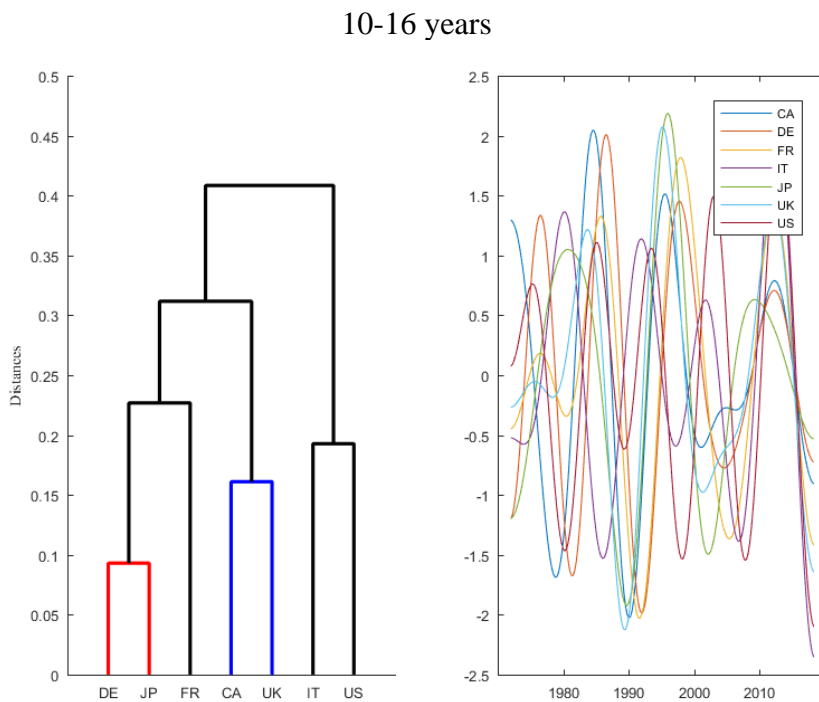 10-16 years
0.5
0.45
0.4
0.35
0.3
0.25
0.2
0.15
0.1
0.05
0
Distances
DE JP FR CA UK IT US
2.5
2
1.5
1
0.5
0
-0.5
-1
-1.5
-2
-2.5
1980 1990 2000 2010
CA
DE
FR
IT
JP
UK
US